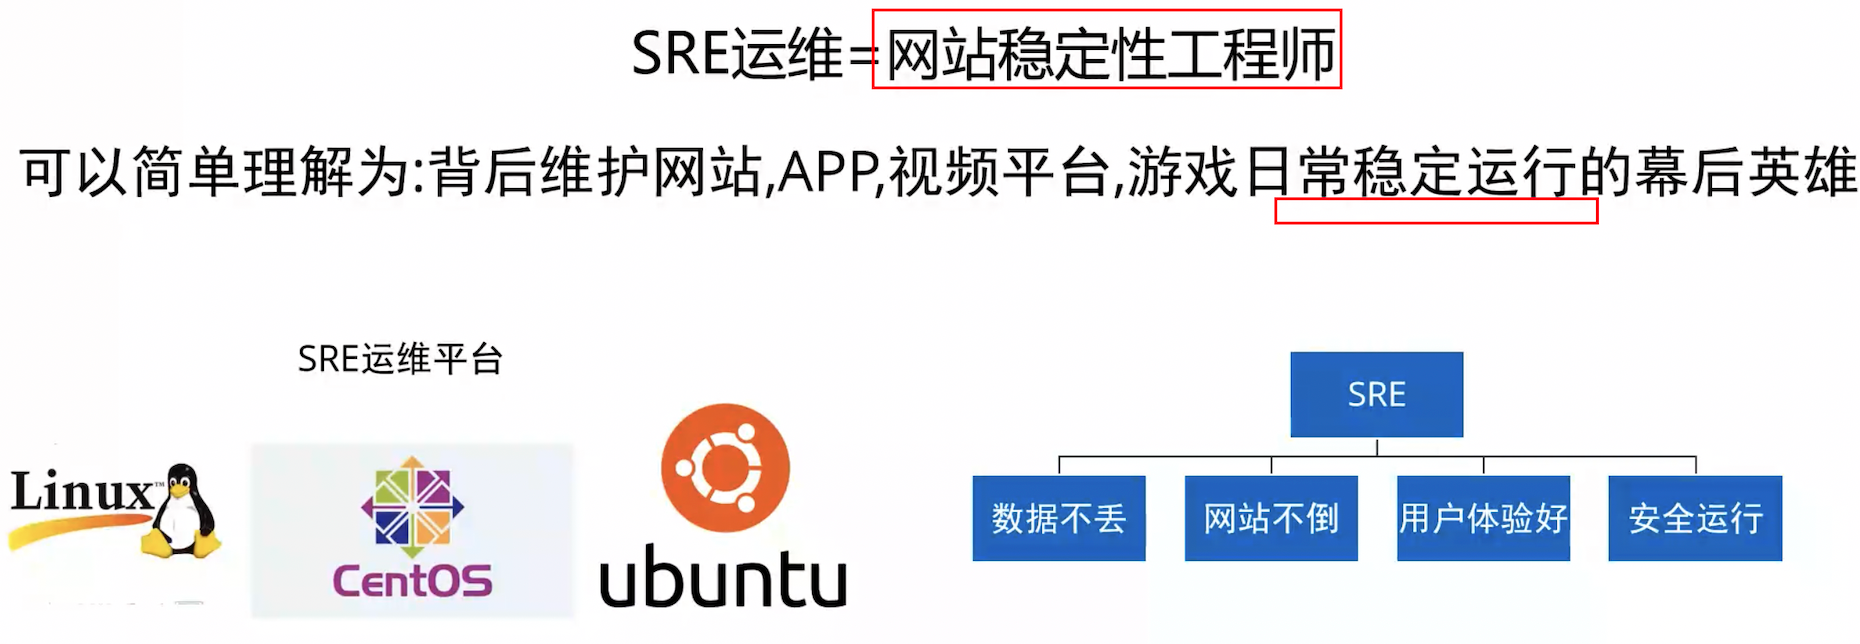 SRE运维=网站稳定性工程师
可以简单理解为:背后维护网站,APP,视频平台,游戏日常稳定运行的幕后英雄
SRE运维平台
Linux™
CentOS
ubuntu
SRE
数据不丢
网站不倒
用户体验好
安全运行